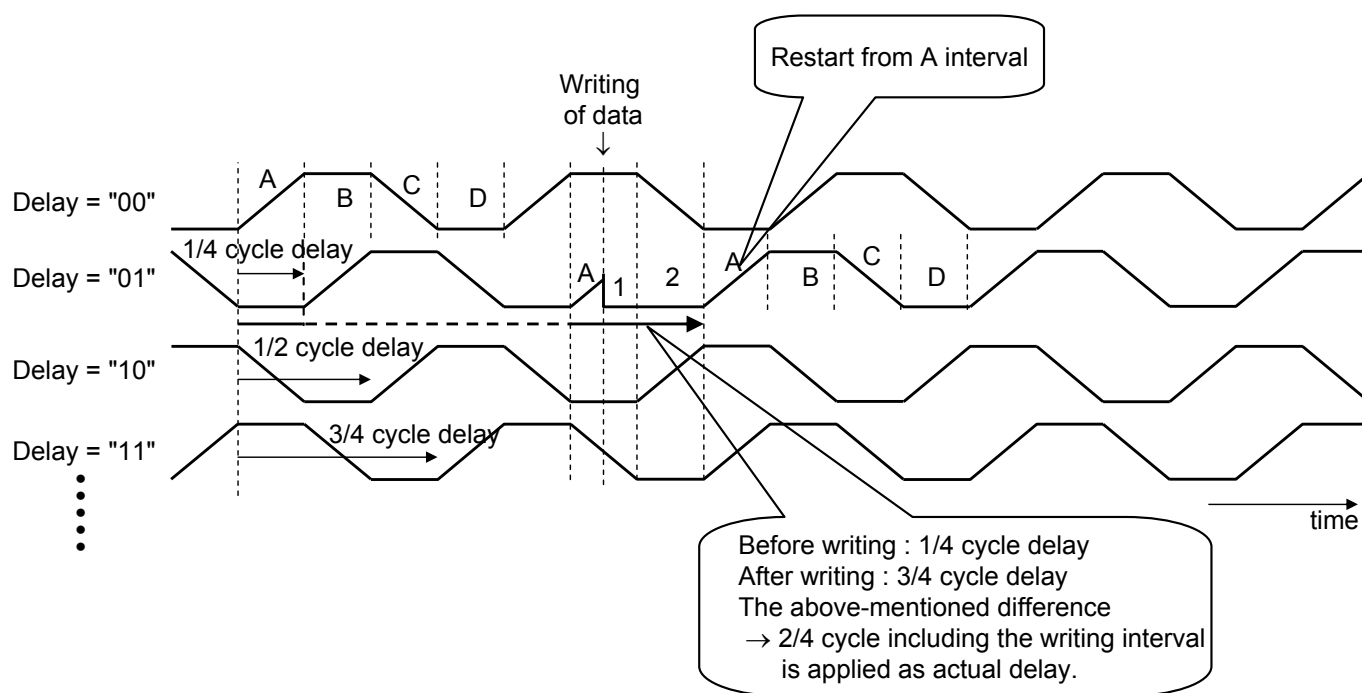 Restart from A interval
Writing
of data
↓
Delay = "00"
A
B
C
D
Delay = "01"
1/4 cycle delay
A
1
2
A
B
C
D
Delay = "10"
1/2 cycle delay
Delay = "11"
3/4 cycle delay
time
Before writing : 1/4 cycle delay
After writing : 3/4 cycle delay
The above-mentioned difference
→ 2/4 cycle including the writing interval
is applied as actual delay.